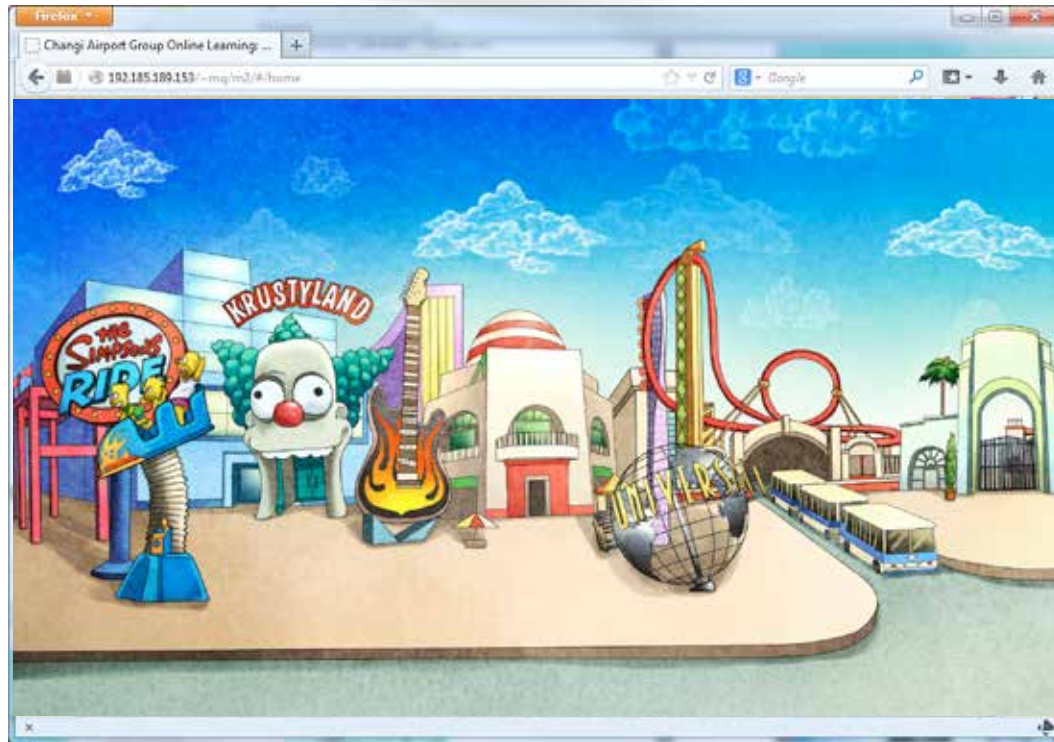 Firefox
Changi Airport Group Online Learning: ...
192.185.189.153/~mq/m2/#/home
Google
KRUSTYLAND
THE
SIMPSONS
RIDE
UNIVERSAL